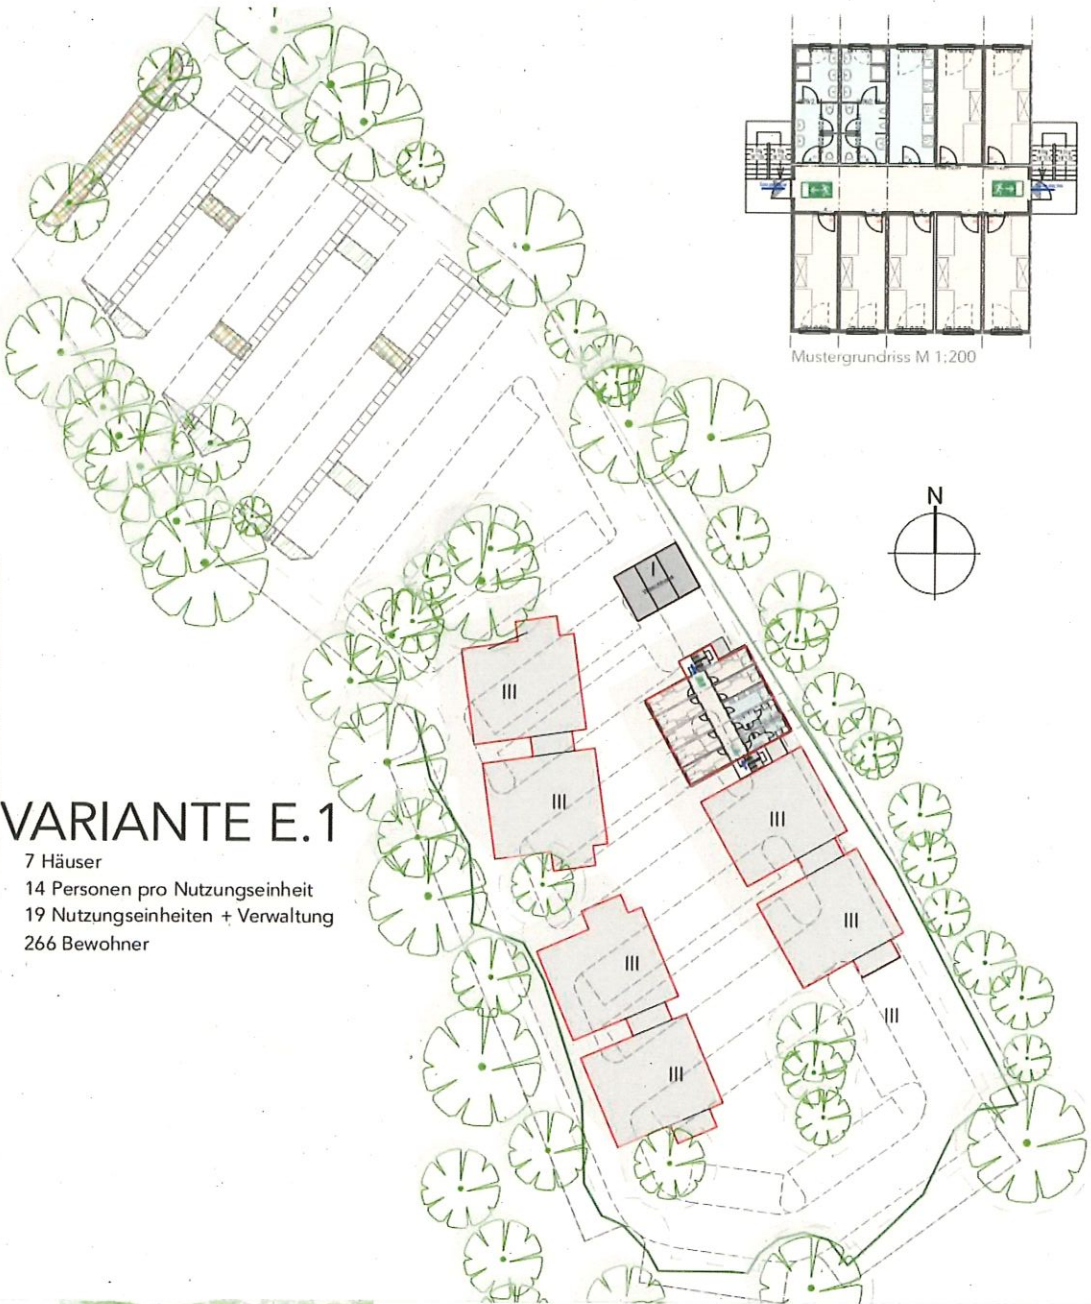 Mustergrundriss M 1:200
N
I
III
III
III
III
III
III
III
VARIANTE E.1
7 Häuser
14 Personen pro Nutzungseinheit
19 Nutzungseinheiten + Verwaltung
266 Bewohner